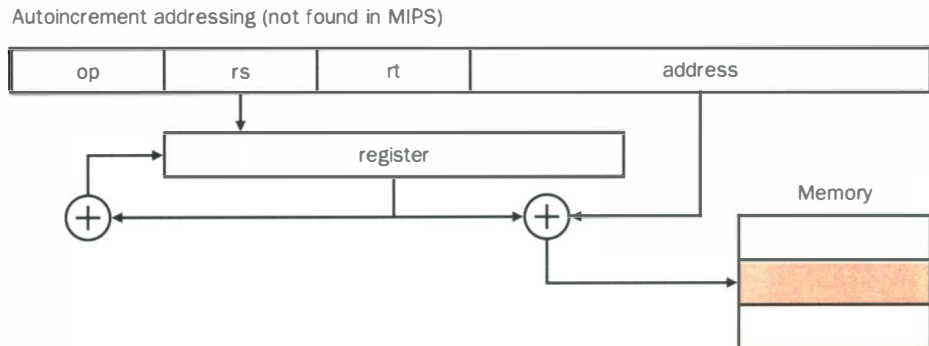 Autoincrement addressing (not found in MIPS)
op rs rt address
register
Memory
+ +